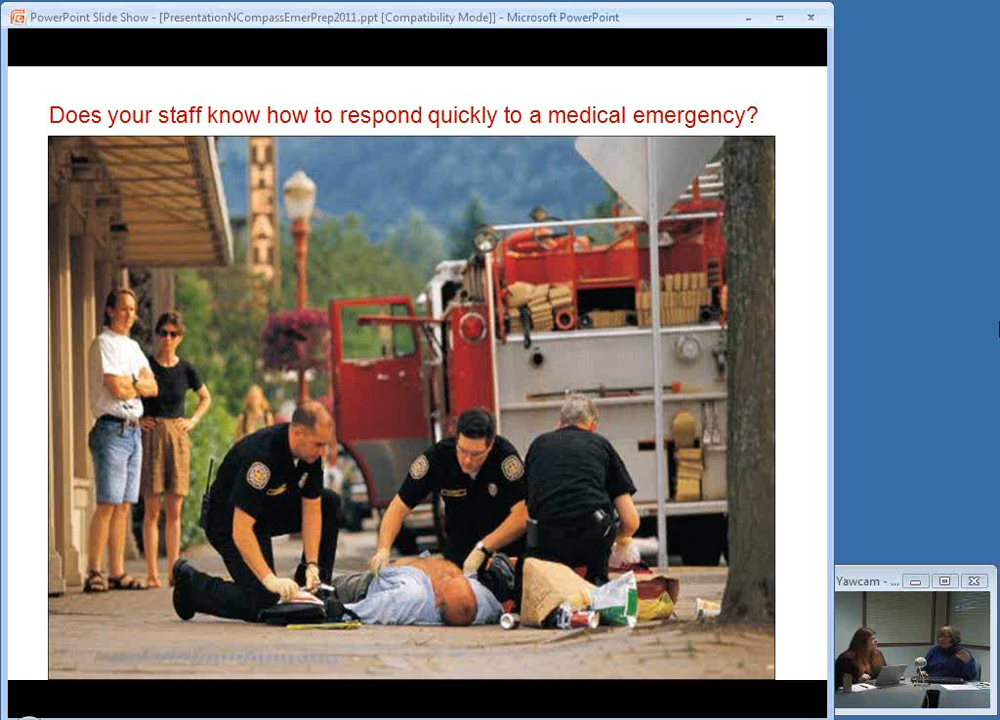 PowerPoint Slide Show - [PresentationNCompassEmerPrep2011.ppt [Compatibility Mode]] - Microsoft PowerPoint
Does your staff know how to respond quickly to a medical emergency?
Yawcam - ...